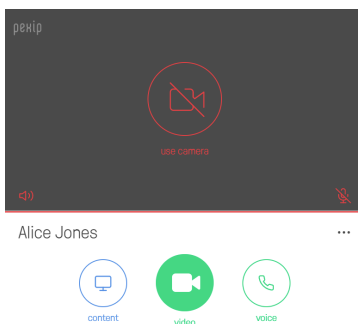 pexip
use camera
Alice Jones
content
video
voice